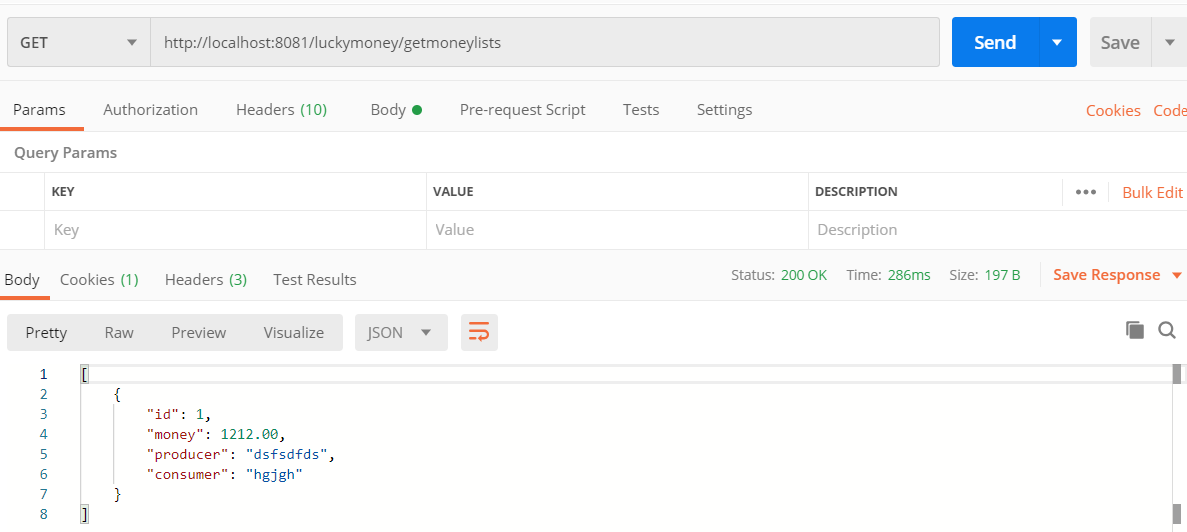 GET http://localhost:8081/luckymoney/getmoneylists Send Save
Params Authorization Headers (10) Body Pre-request Script Tests Settings Cookies Code
Query Params
KEY VALUE DESCRIPTION ••• Bulk Edit
Key Value Description
Body Cookies (1) Headers (3) Test Results Status: 200 OK Time: 286ms Size: 197 B Save Response
Pretty Raw Preview Visualize JSON
1 [
2 {
3 "id": 1,
4 "money": 1212.00,
5 "producer": "dsfsdfds",
6 "consumer": "hgjgh"
7 }
8 ]